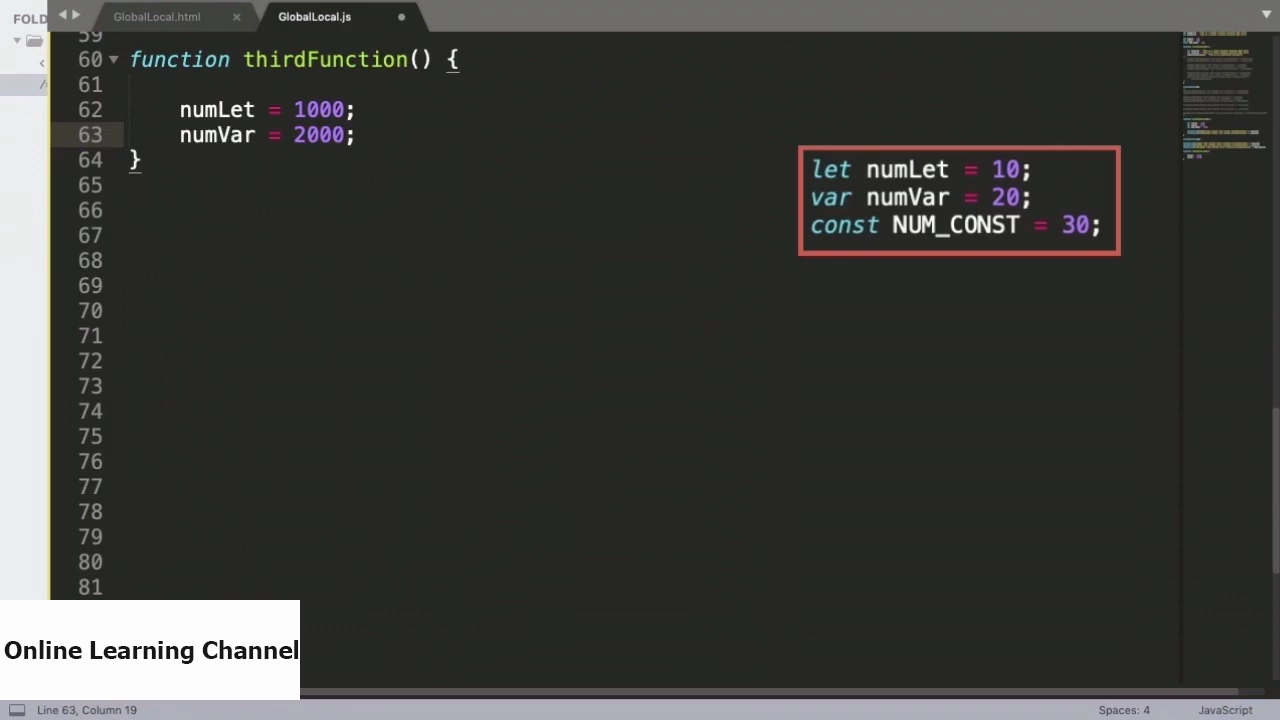 FOLD
GlobalLocal.html
GlobalLocal.js
59
60 function thirdFunction() {
61
62 numLet = 1000;
63 numVar = 2000;
64 }
65
66
67
68
69
70
71
72
73
74
75
76
77
78
79
80
81
let numLet = 10;
var numVar = 20;
const NUM_CONST = 30;
Online Learning Channel
Line 63, Column 19
Spaces: 4
JavaScript